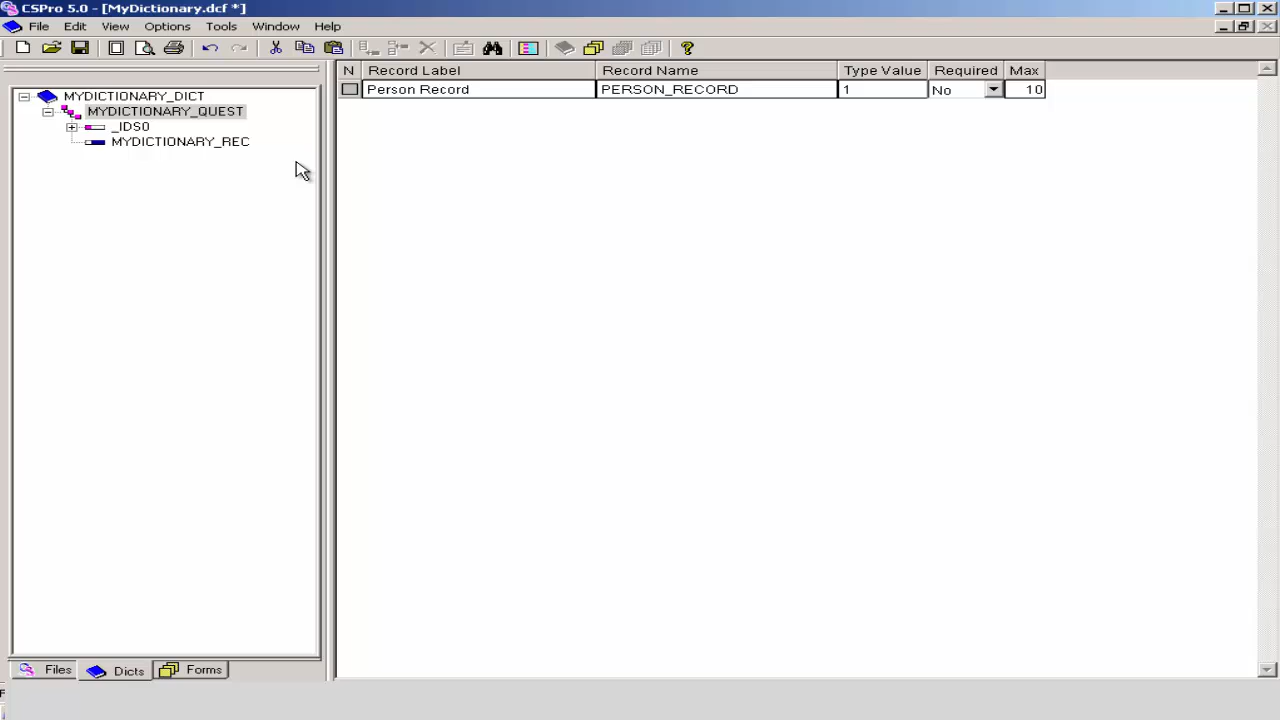 CSPro 5.0 - [MyDictionary.dcf *]
File Edit View Options Tools Window Help
N Record Label Record Name Type Value Required Max
Person Record PERSON_RECORD 1 No 10
MYDICTIONARY_DICT
MYDICTIONARY_QUEST
_IDS0
MYDICTIONARY_REC
Files Dicts Forms